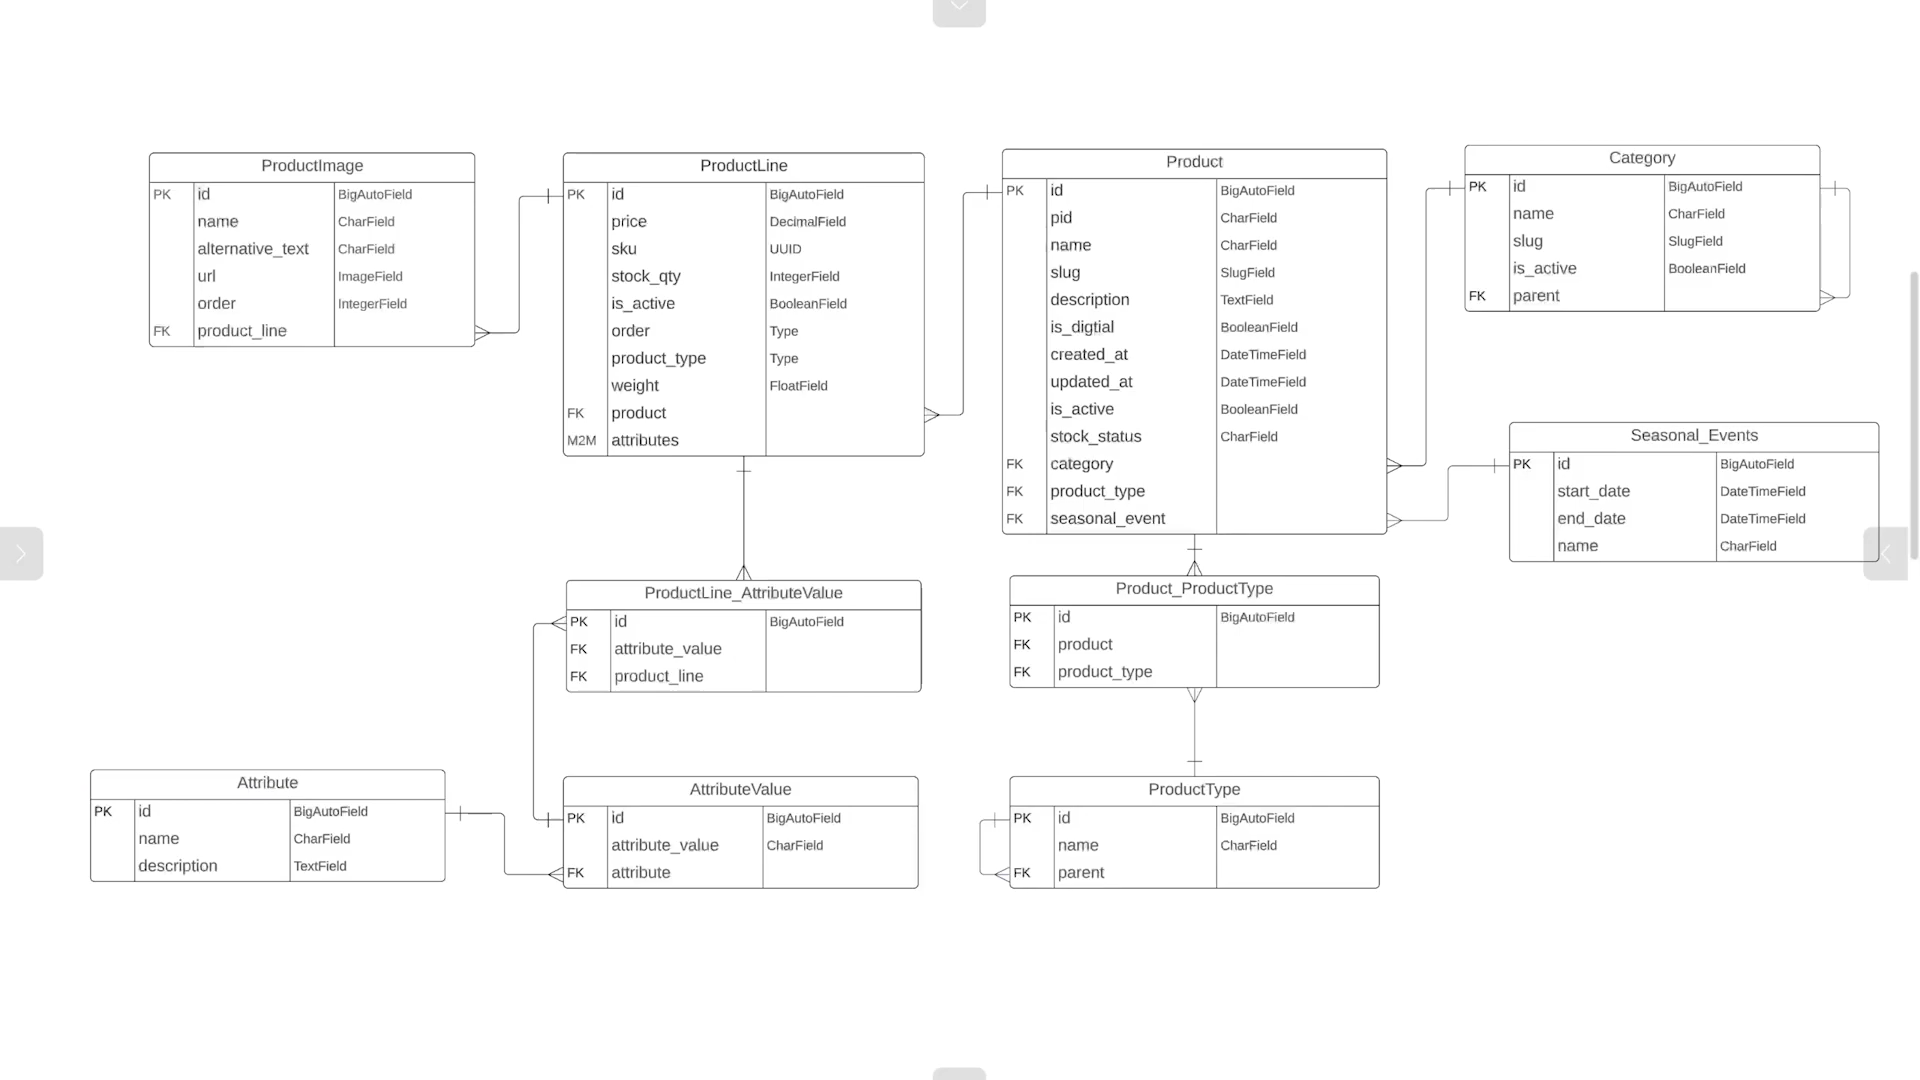 ProductImage
PK id BigAutoField
name CharField
alternative_text CharField
url ImageField
order IntegerField
FK product_line
ProductLine
PK id BigAutoField
price DecimalField
sku UUID
stock_qty IntegerField
is_active BooleanField
order Type
product_type Type
weight FloatField
FK product
M2M attributes
Product
PK id BigAutoField
pid CharField
name CharField
slug SlugField
description TextField
is_digtial BooleanField
created_at DateTimeField
updated_at DateTimeField
is_active BooleanField
stock_status CharField
FK category
FK product_type
FK seasonal_event
Category
PK id BigAutoField
name CharField
slug SlugField
is_active BooleanField
FK parent
Seasonal_Events
PK id BigAutoField
start_date DateTimeField
end_date DateTimeField
name CharField
ProductLine_AttributeValue
PK id BigAutoField
FK attribute_value
FK product_line
Product_ProductType
PK id BigAutoField
FK product
FK product_type
Attribute
PK id BigAutoField
name CharField
description TextField
AttributeValue
PK id BigAutoField
attribute_value CharField
FK attribute
ProductType
PK id BigAutoField
name CharField
FK parent